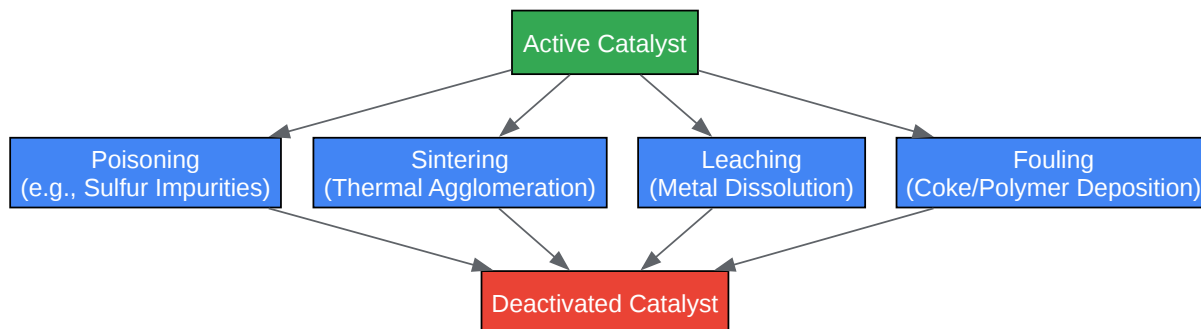 Active Catalyst
Poisoning
(e.g., Sulfur Impurities)
Sintering
(Thermal Agglomeration)
Leaching
(Metal Dissolution)
Fouling
(Coke/Polymer Deposition)
Deactivated Catalyst